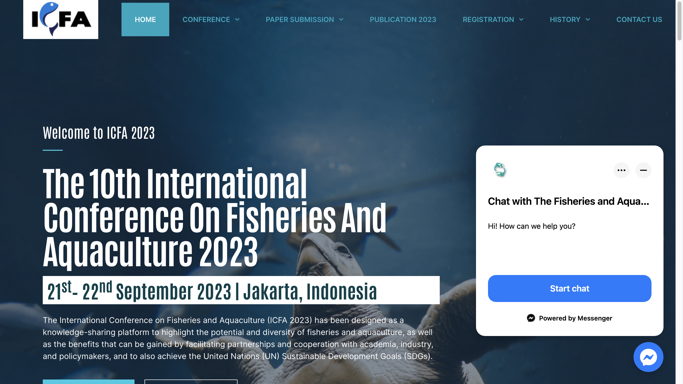 ICFA
HOME
CONFERENCE
PAPER SUBMISSION
PUBLICATION 2023
REGISTRATION
HISTORY
CONTACT US
Welcome to ICFA 2023
The 10th International
Conference On Fisheries And
Aquaculture 2023
21st- 22nd September 2023 | Jakarta, Indonesia
The International Conference on Fisheries and Aquaculture (ICFA 2023) has been designed as a
knowledge-sharing platform to highlight the potential and diversity of fisheries and aquaculture, as well
as the benefits that can be gained by facilitating partnerships and cooperation with academia, industry,
and policymakers, and to also achieve the United Nations (UN) Sustainable Development Goals (SDGs).
Chat with The Fisheries and Aqua...
Hi! How can we help you?
Start chat
Powered by Messenger